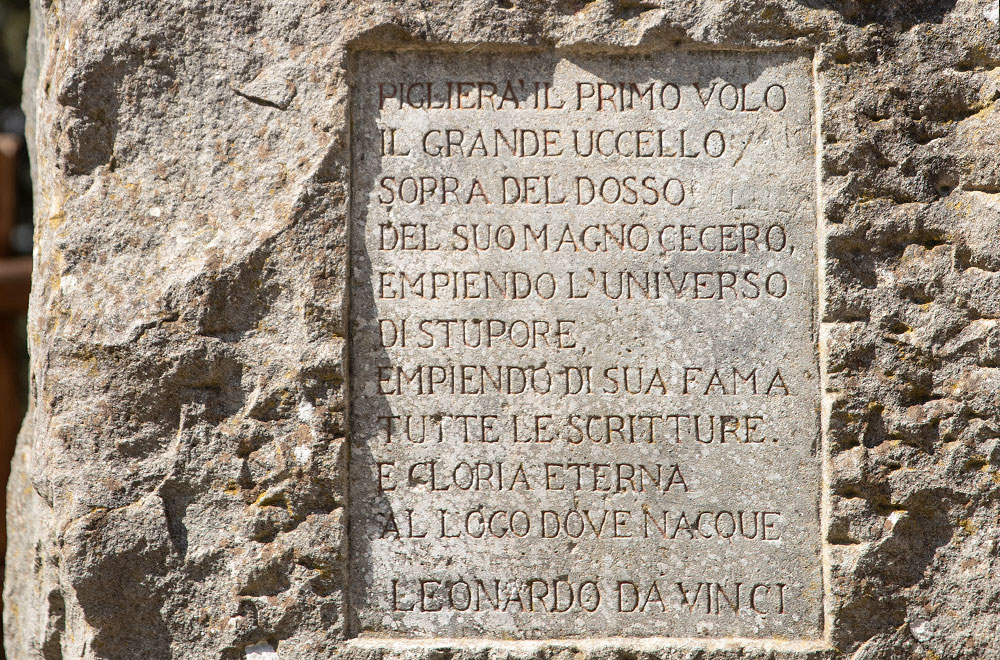 PIGLIERA' IL PRIMO VOLO
IL GRANDE UCCELLO,
SOPRA DEL DOSSO
DEL SUO MAGNO CECERO,
EMPIENDO L'UNIVERSO
DI STUPORE,
EMPIENDO DI SUA FAMA
TUTTE LE SCRITTURE.
E GLORIA ETERNA
AL LOCO DOVE NACQUE
LEONARDO DA VINCI